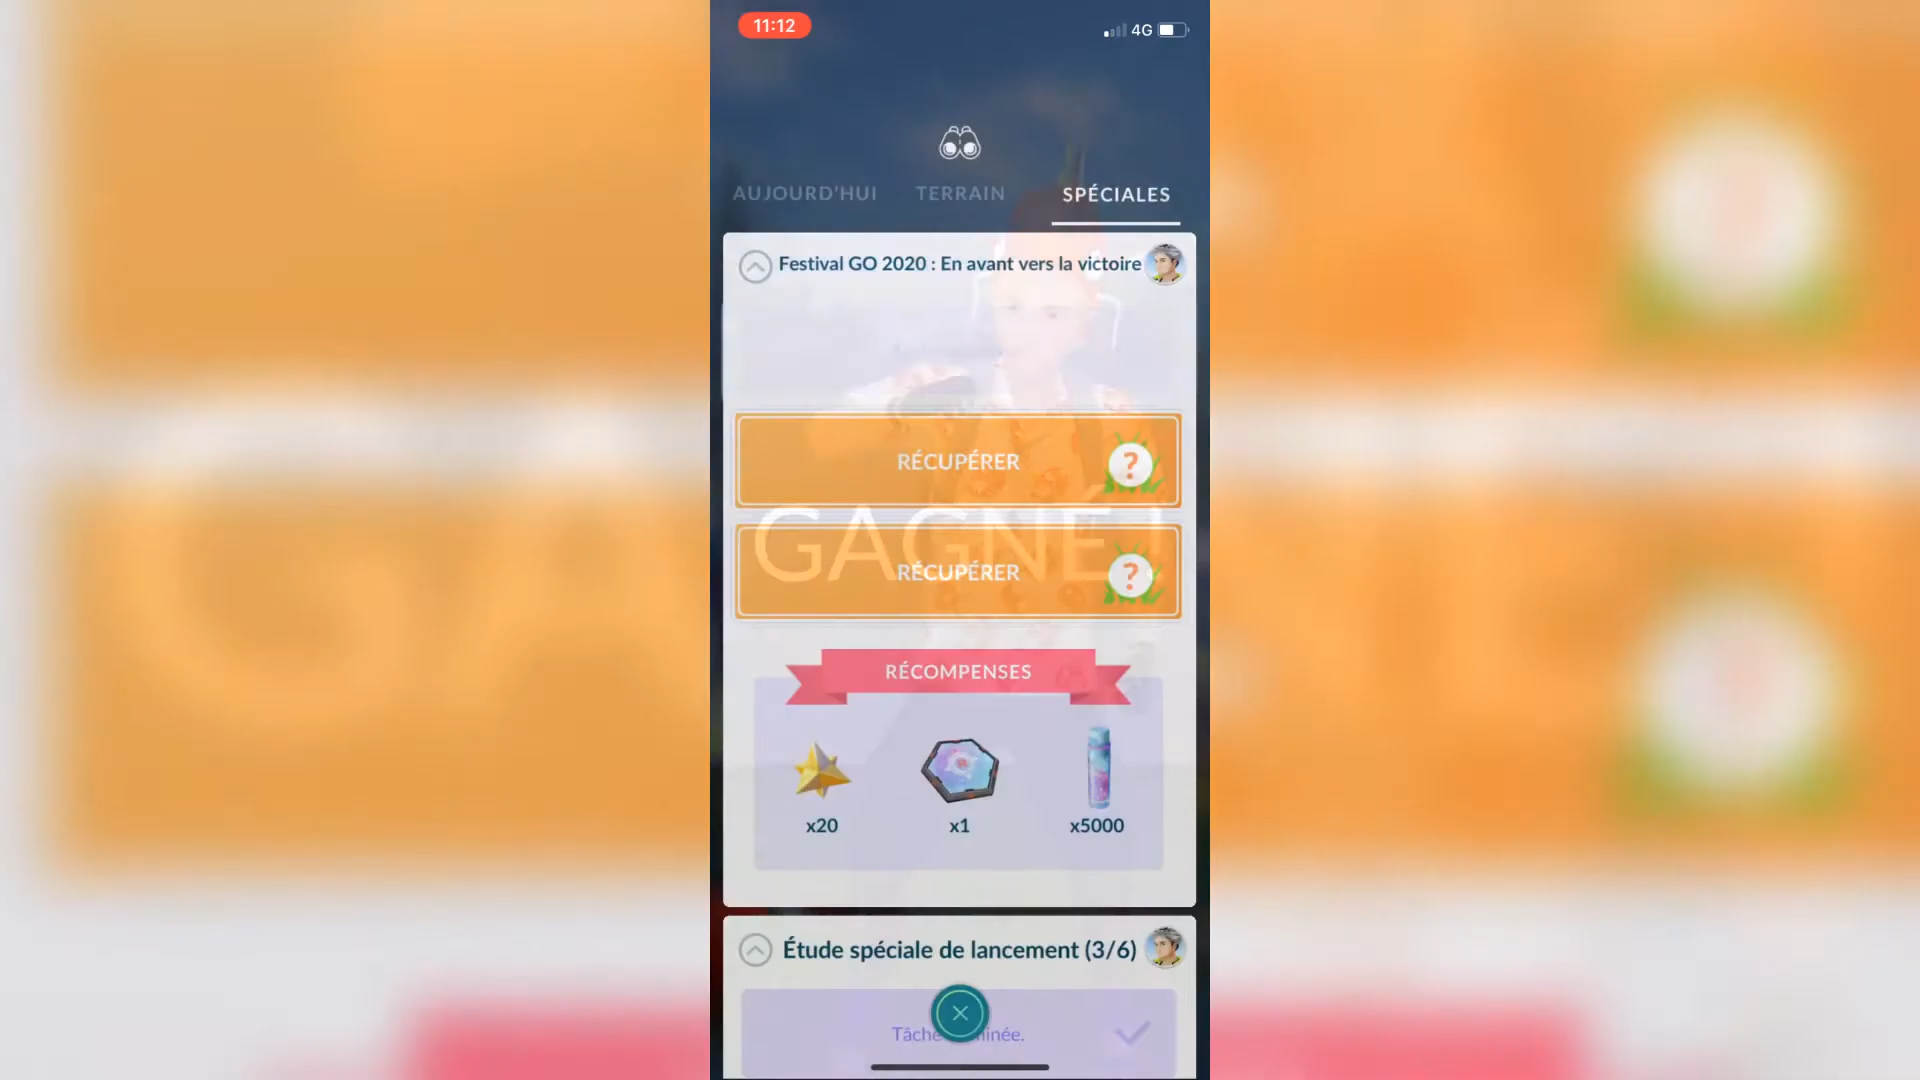 11:12
4G
AUJOURD'HUI TERRAIN SPÉCIALES
Festival GO 2020 : En avant vers la victoire
RÉCUPÉRER
?
GAGNÉ !
RÉCUPÉRER
?
RÉCOMPENSES
x20 x1 x5000
Étude spéciale de lancement (3/6)